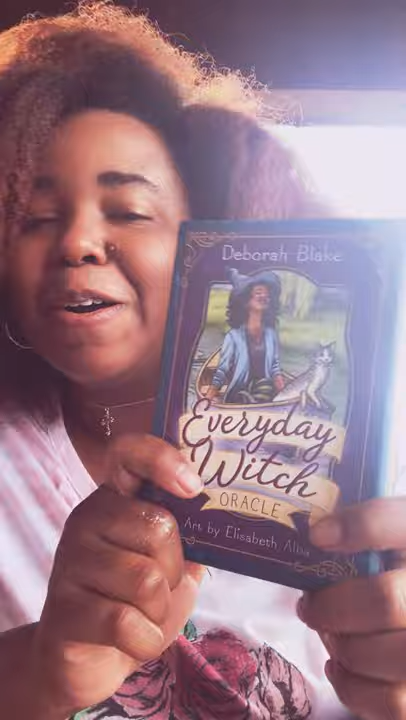 Deborah Blake
Everyday
Witch
ORACLE
Art by Elisabeth Alba